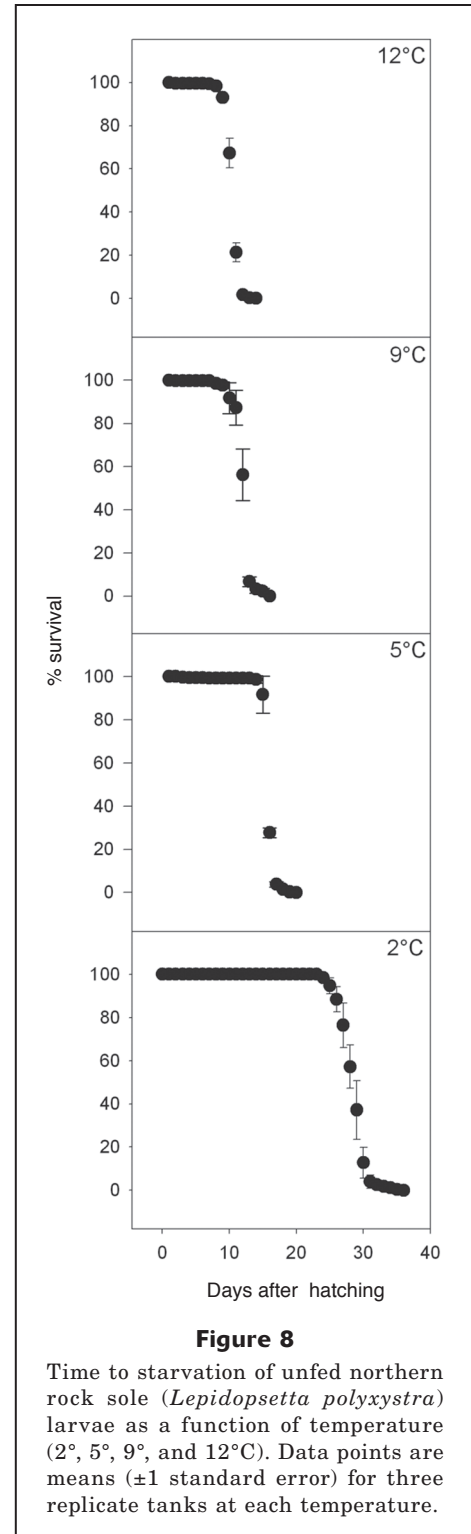 12°C
100
80
60
40
20
0
9°C
100
80
60
40
20
0
% survival
5°C
100
80
60
40
20
0
2°C
100
80
60
40
20
0
0 10 20 30 40
Days after hatching
Figure 8
Time to starvation of unfed northern
rock sole (Lepidopsetta polyxystra)
larvae as a function of temperature
(2°, 5°, 9°, and 12°C). Data points are
means (±1 standard error) for three
replicate tanks at each temperature.